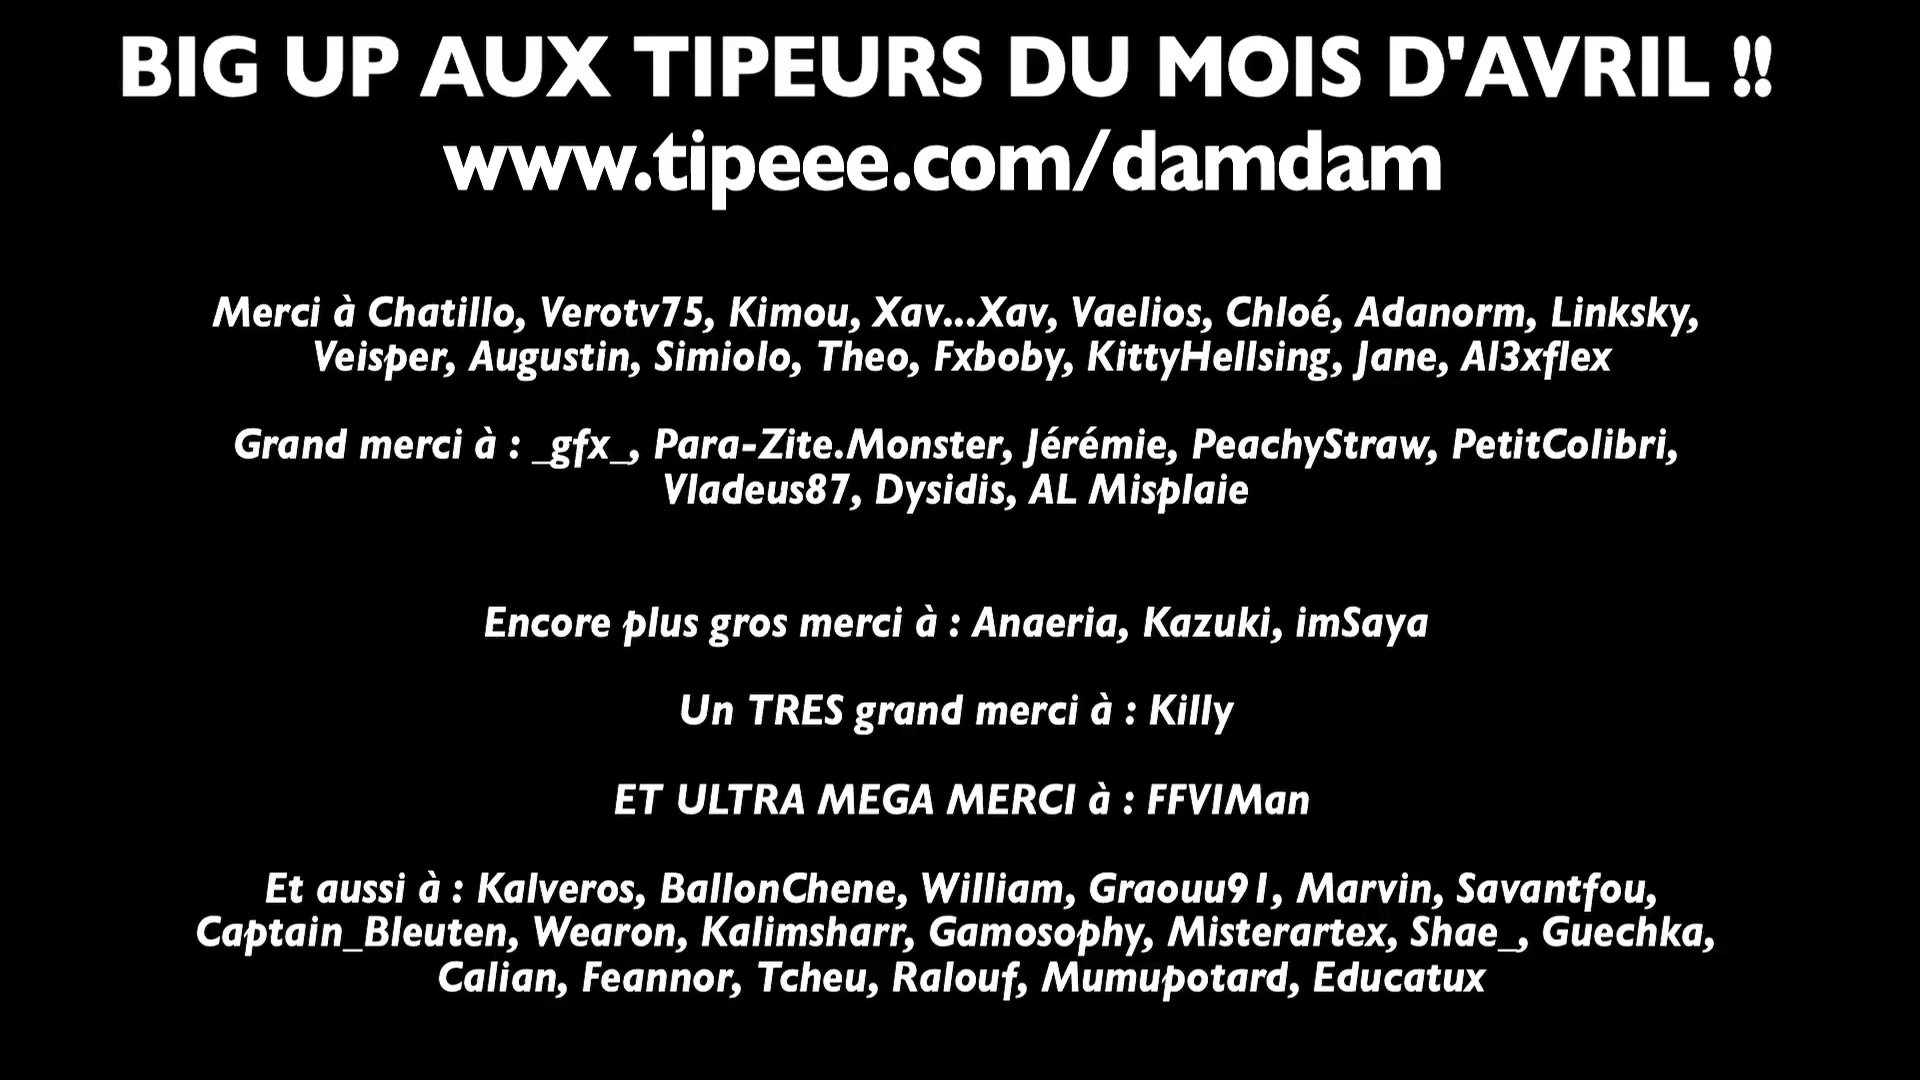 BIG UP AUX TIPEURS DU MOIS D'AVRIL !!
www.tipeee.com/damdam
Merci à Chatillo, Verotv75, Kimou, Xav...Xav, Vaelios, Chloé, Adanorm, Linksky,
Veisper, Augustin, Simiolo, Theo, Fxboby, KittyHellsing, Jane, Al3xflex
Grand merci à : _gfx_, Para-Zite.Monster, Jérémie, PeachyStraw, PetitColibri,
Vladeus87, Dysidis, AL Misplaie
Encore plus gros merci à : Anaeria, Kazuki, imSaya
Un TRES grand merci à : Killy
ET ULTRA MEGA MERCI à : FFVIMan
Et aussi à : Kalveros, BallonChene, William, Graouu91, Marvin, Savantfou,
Captain_Bleuten, Wearon, Kalimsharr, Gamosophy, Misterartex, Shae_, Guechka,
Calian, Feannor, Tcheu, Ralouf, Mumupotard, Educatux